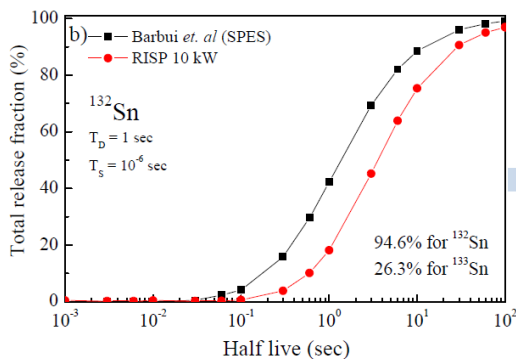 b)
Barbui et. al (SPES)
RISP 10 kW
¹³²Sn
T_D = 1 sec
T_S = 10⁻⁶ sec
94.6% for ¹³²Sn
26.3% for ¹³³Sn
Total release fraction (%)
100
80
60
40
20
0
10⁻³ 10⁻² 10⁻¹ 10⁰ 10¹ 10²
Half live (sec)